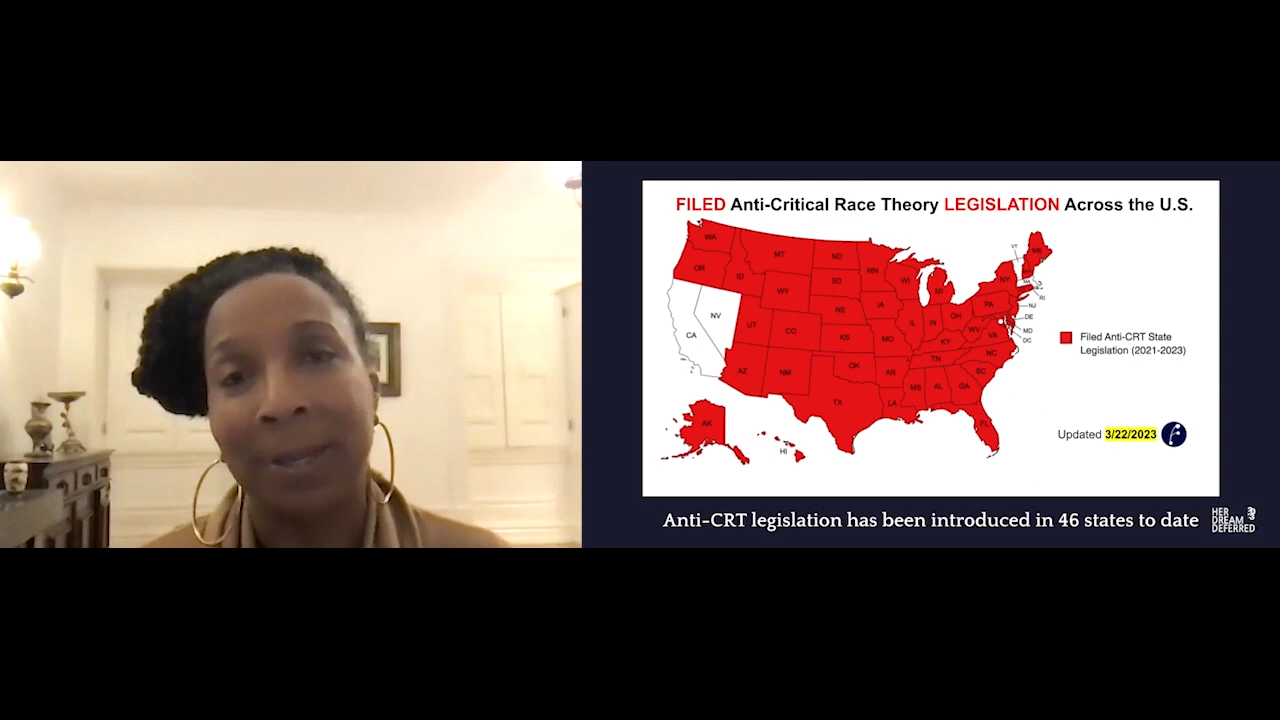 FILED Anti-Critical Race Theory LEGISLATION Across the U.S.
WA
OR
CA
NV
ID
MT
WY
UT
AZ
CO
NM
ND
SD
NE
KS
OK
TX
MN
IA
MO
AR
LA
WI
IL
MI
IN
OH
KY
TN
MS
AL
GA
FL
SC
NC
VA
WV
PA
NY
VT
ME
MA
RI
NJ
DE
MD
DC
AK
HI
Filed Anti-CRT State
Legislation (2021-2023)
Updated 3/22/2023
Anti-CRT legislation has been introduced in 46 states to date
HER
DREAM
DEFERRED